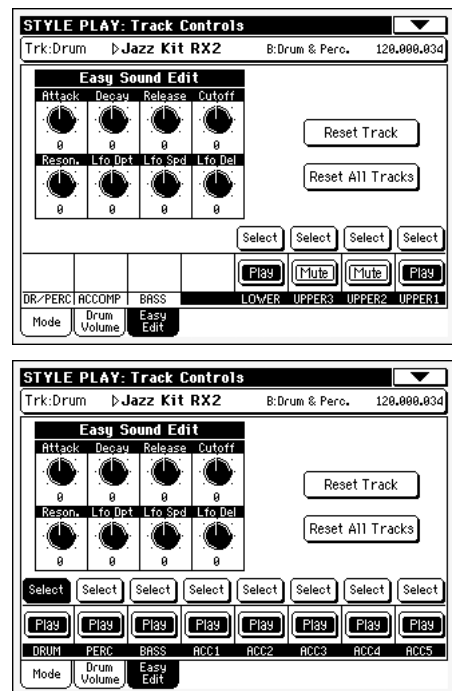 STYLE PLAY: Track Controls
Trk:Drum Jazz Kit RX2 B:Drum & Perc. 120.000.034
Easy Sound Edit
Attack Decay Release Cutoff
0 0 0 0
Reson. Lfo Dpt Lfo Spd Lfo Del
0 0 0 0
Reset Track
Reset All Tracks
Select Select Select Select
Play Mute Mute Play
DR/PERC ACCOMP BASS LOWER UPPER3 UPPER2 UPPER1
Mode Drum Volume Easy Edit
STYLE PLAY: Track Controls
Trk:Drum Jazz Kit RX2 B:Drum & Perc. 120.000.034
Easy Sound Edit
Attack Decay Release Cutoff
0 0 0 0
Reson. Lfo Dpt Lfo Spd Lfo Del
0 0 0 0
Reset Track
Reset All Tracks
Select Select Select Select Select Select Select Select
Play Play Play Play Play Play Play Play
DRUM PERC BASS ACC1 ACC2 ACC3 ACC4 ACC5
Mode Drum Volume Easy Edit